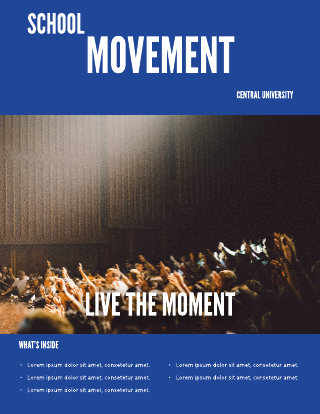 SCHOOL
MOVEMENT
CENTRAL UNIVERSITY
LIVE THE MOMENT
WHAT'S INSIDE
• Lorem ipsum dolor sit amet, consetetur amet.
• Lorem ipsum dolor sit amet, consetetur amet.
• Lorem ipsum dolor sit amet, consetetur amet.
• Lorem ipsum dolor sit amet, consetetur amet.
• Lorem ipsum dolor sit amet, consetetur amet.